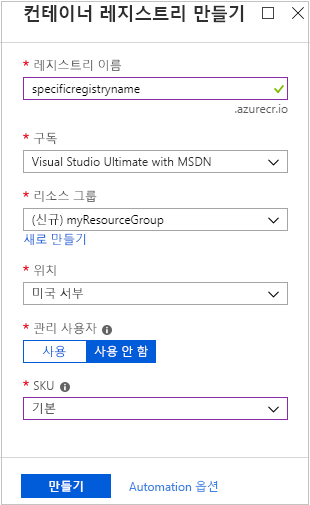 컨테이너 레지스트리 만들기
* 레지스트리 이름
specificregistryname
.azurecr.io
* 구독
Visual Studio Ultimate with MSDN
* 리소스 그룹
(신규) myResourceGroup
새로 만들기
* 위치
미국 서부
* 관리 사용자
사용 사용 안 함
* SKU
기본
만들기 Automation 옵션